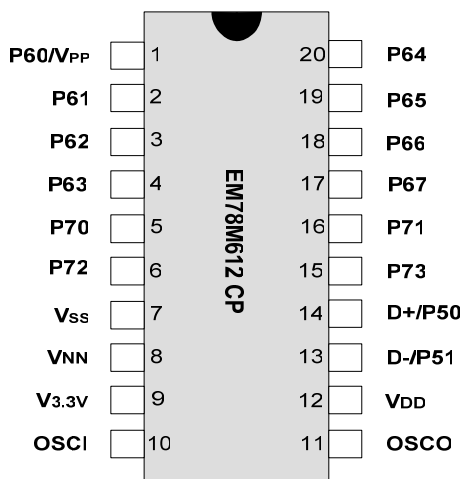 P60/VPP 1 20 P64
P61 2 19 P65
P62 3 18 P66
P63 4 17 P67
P70 5 16 P71
P72 6 15 P73
VSS 7 14 D+/P50
VNN 8 13 D-/P51
V3.3V 9 12 VDD
OSCI 10 11 OSCO
EM78M612 CP